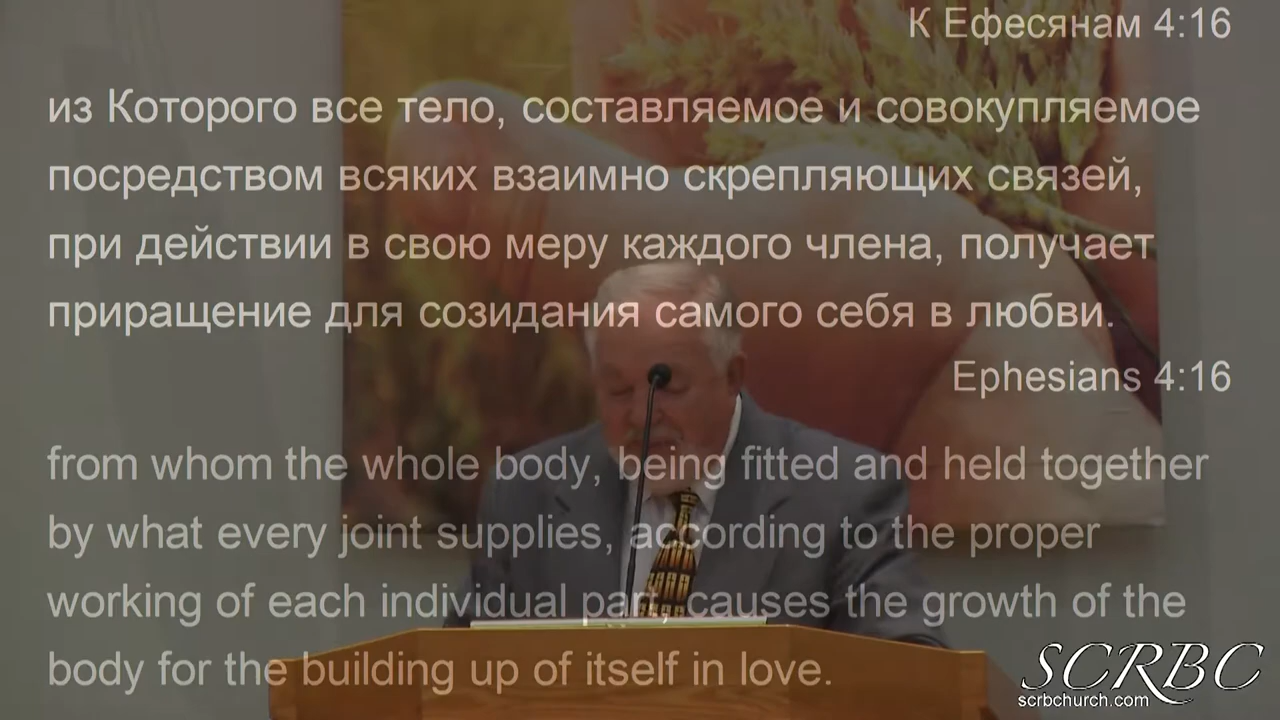 К Ефесянам 4:16
из Которого все тело, составляемое и совокупляемое
посредством всяких взаимно скрепляющих связей,
при действии в свою меру каждого члена, получает
приращение для созидания самого себя в любви.
Ephesians 4:16
from whom the whole body, being fitted and held together
by what every joint supplies, according to the proper
working of each individual part, causes the growth of the
body for the building up of itself in love.
SCRBC
scrbchurch.com